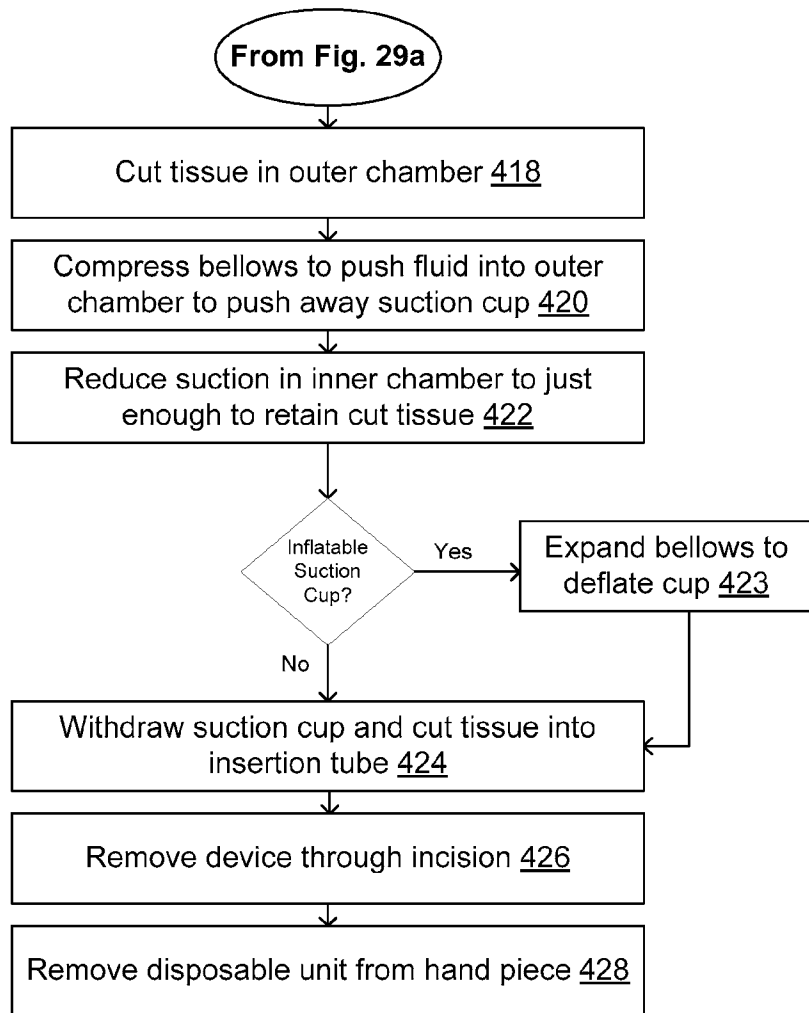 From Fig. 29a
Cut tissue in outer chamber 418
Compress bellows to push fluid into outer
chamber to push away suction cup 420
Reduce suction in inner chamber to just
enough to retain cut tissue 422
Inflatable
Suction
Cup?
Yes
Expand bellows to
deflate cup 423
No
Withdraw suction cup and cut tissue into
insertion tube 424
Remove device through incision 426
Remove disposable unit from hand piece 428